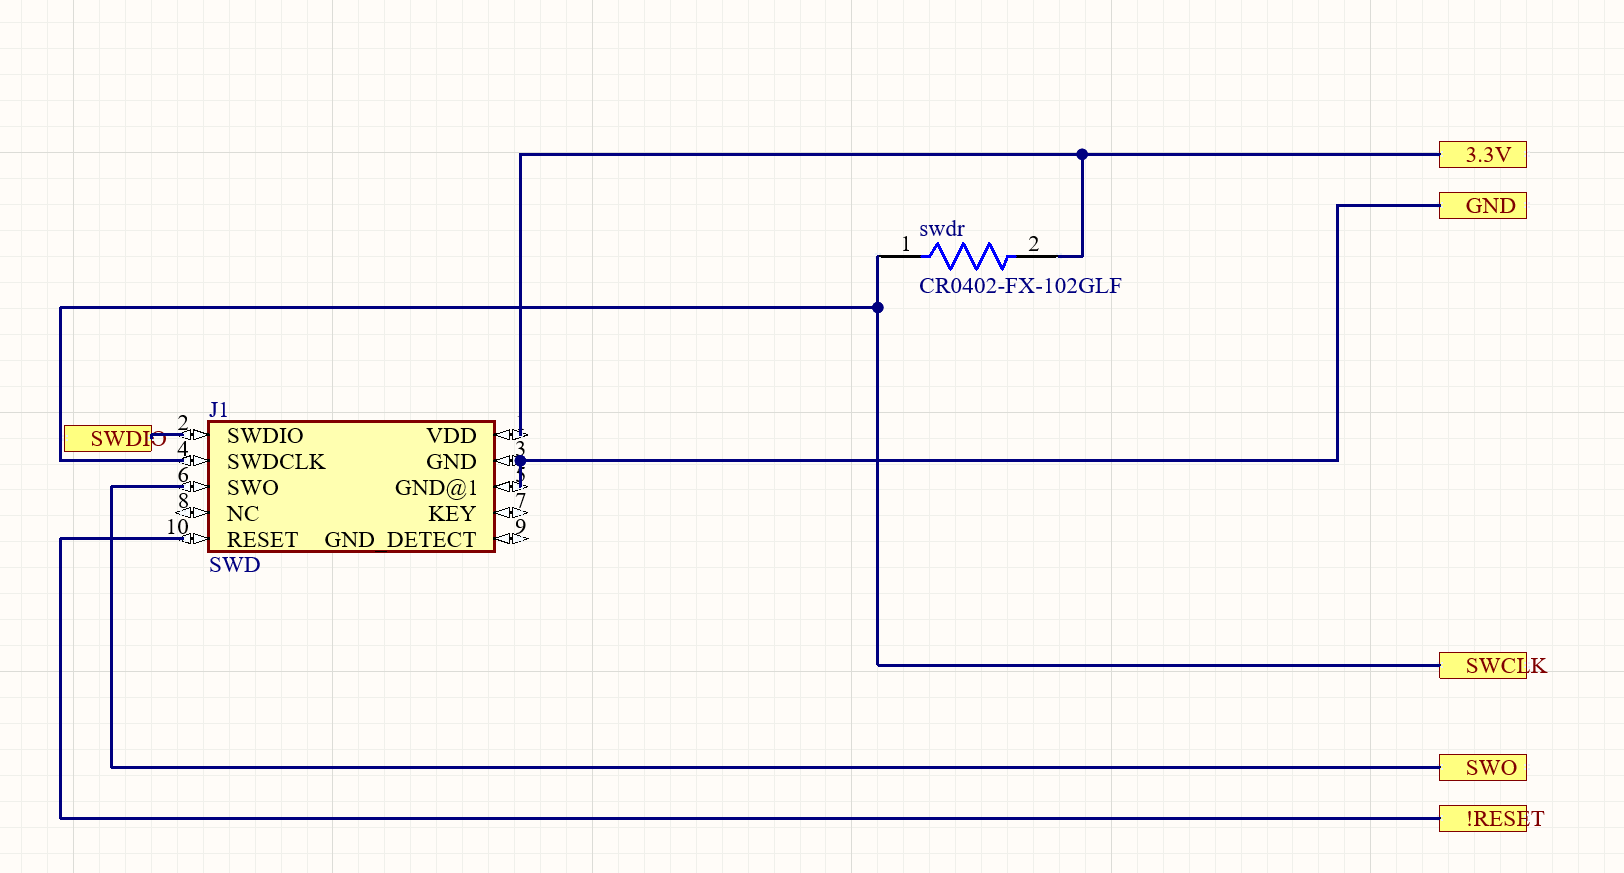 3.3V
GND
swdr
1 2
CR0402-FX-102GLF
J1
SWDIO
2 SWDIO VDD 1
4 SWDCLK GND 3
6 SWO GND@1 5
8 NC KEY 7
10 RESET GND DETECT 9
SWD
SWCLK
SWO
!RESET